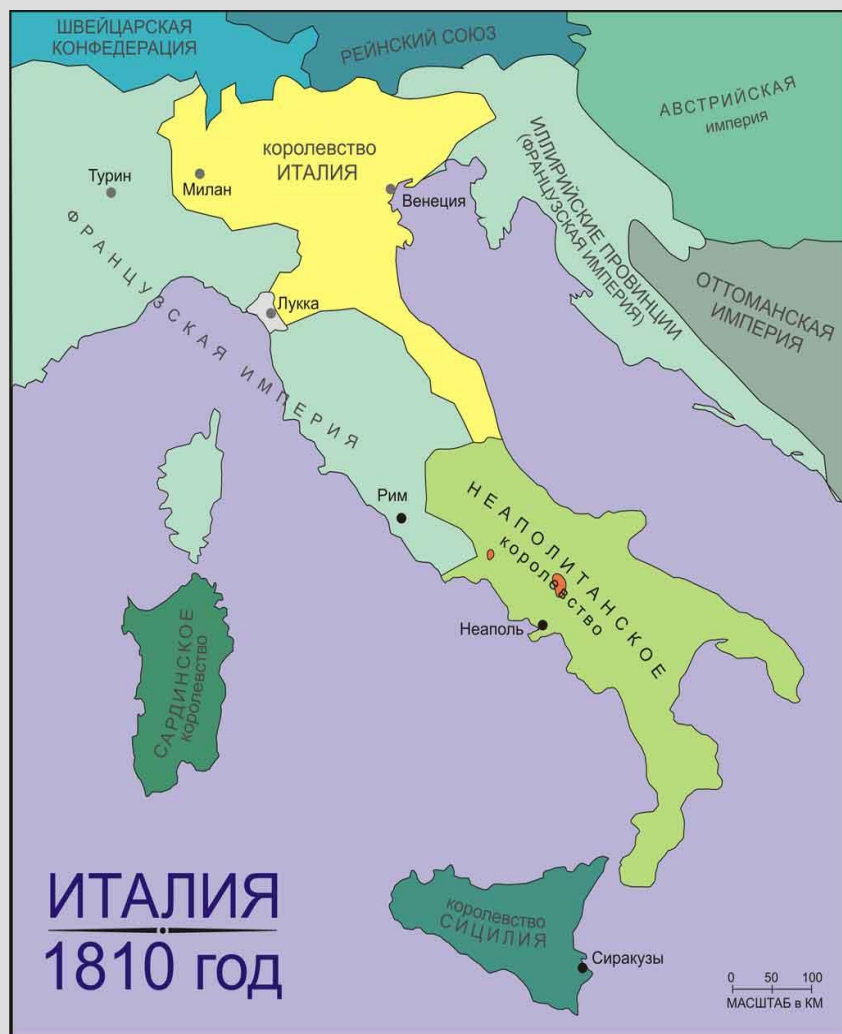 ШВЕЙЦАРСКАЯ
КОНФЕДЕРАЦИЯ
РЕЙНСКИЙ СОЮЗ
АВСТРИЙСКАЯ
империя
королевство
ИТАЛИЯ
Турин
Милан
Венеция
ИЛЛИРИЙСКИЕ ПРОВИНЦИИ
(ФРАНЦУЗСКАЯ ИМПЕРИЯ)
ОТТОМАНСКАЯ
ИМПЕРИЯ
ФРАНЦУЗСКАЯ ИМПЕРИЯ
Лукка
Рим
НЕАПОЛИТАНСКОЕ
королевство
Неаполь
САРДИНСКОЕ
королевство
королевство
СИЦИЛИЯ
Сиракузы
ИТАЛИЯ
1810 год
0 50 100
МАСШТАБ в КМ